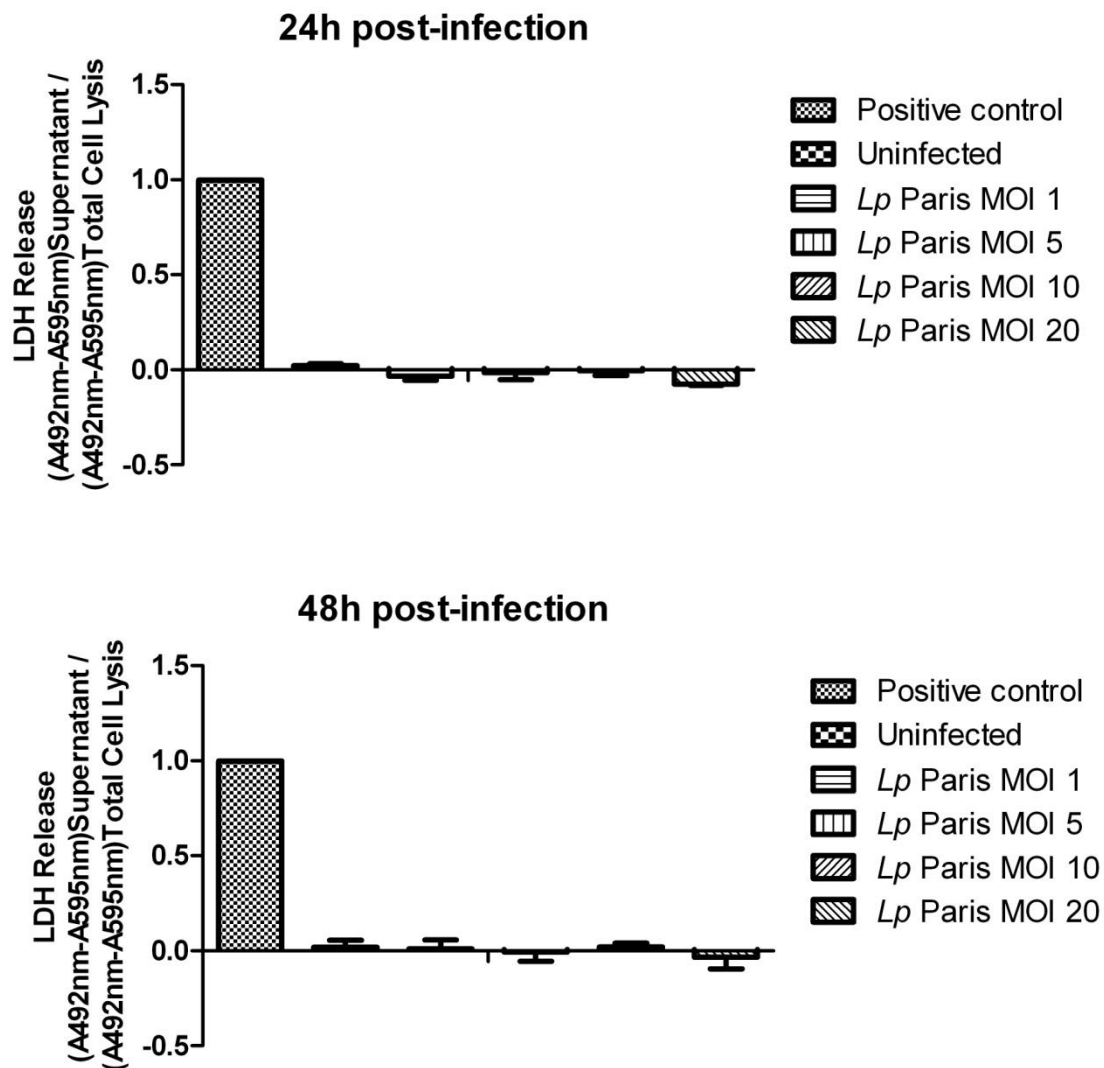 24h post-infection
LDH Release
(A492nm-A595nm)Supernatant /
(A492nm-A595nm)Total Cell Lysis
1.5
1.0
0.5
0.0
-0.5
Positive control
Uninfected
Lp Paris MOI 1
Lp Paris MOI 5
Lp Paris MOI 10
Lp Paris MOI 20
48h post-infection
LDH Release
(A492nm-A595nm)Supernatant /
(A492nm-A595nm)Total Cell Lysis
1.5
1.0
0.5
0.0
-0.5
Positive control
Uninfected
Lp Paris MOI 1
Lp Paris MOI 5
Lp Paris MOI 10
Lp Paris MOI 20